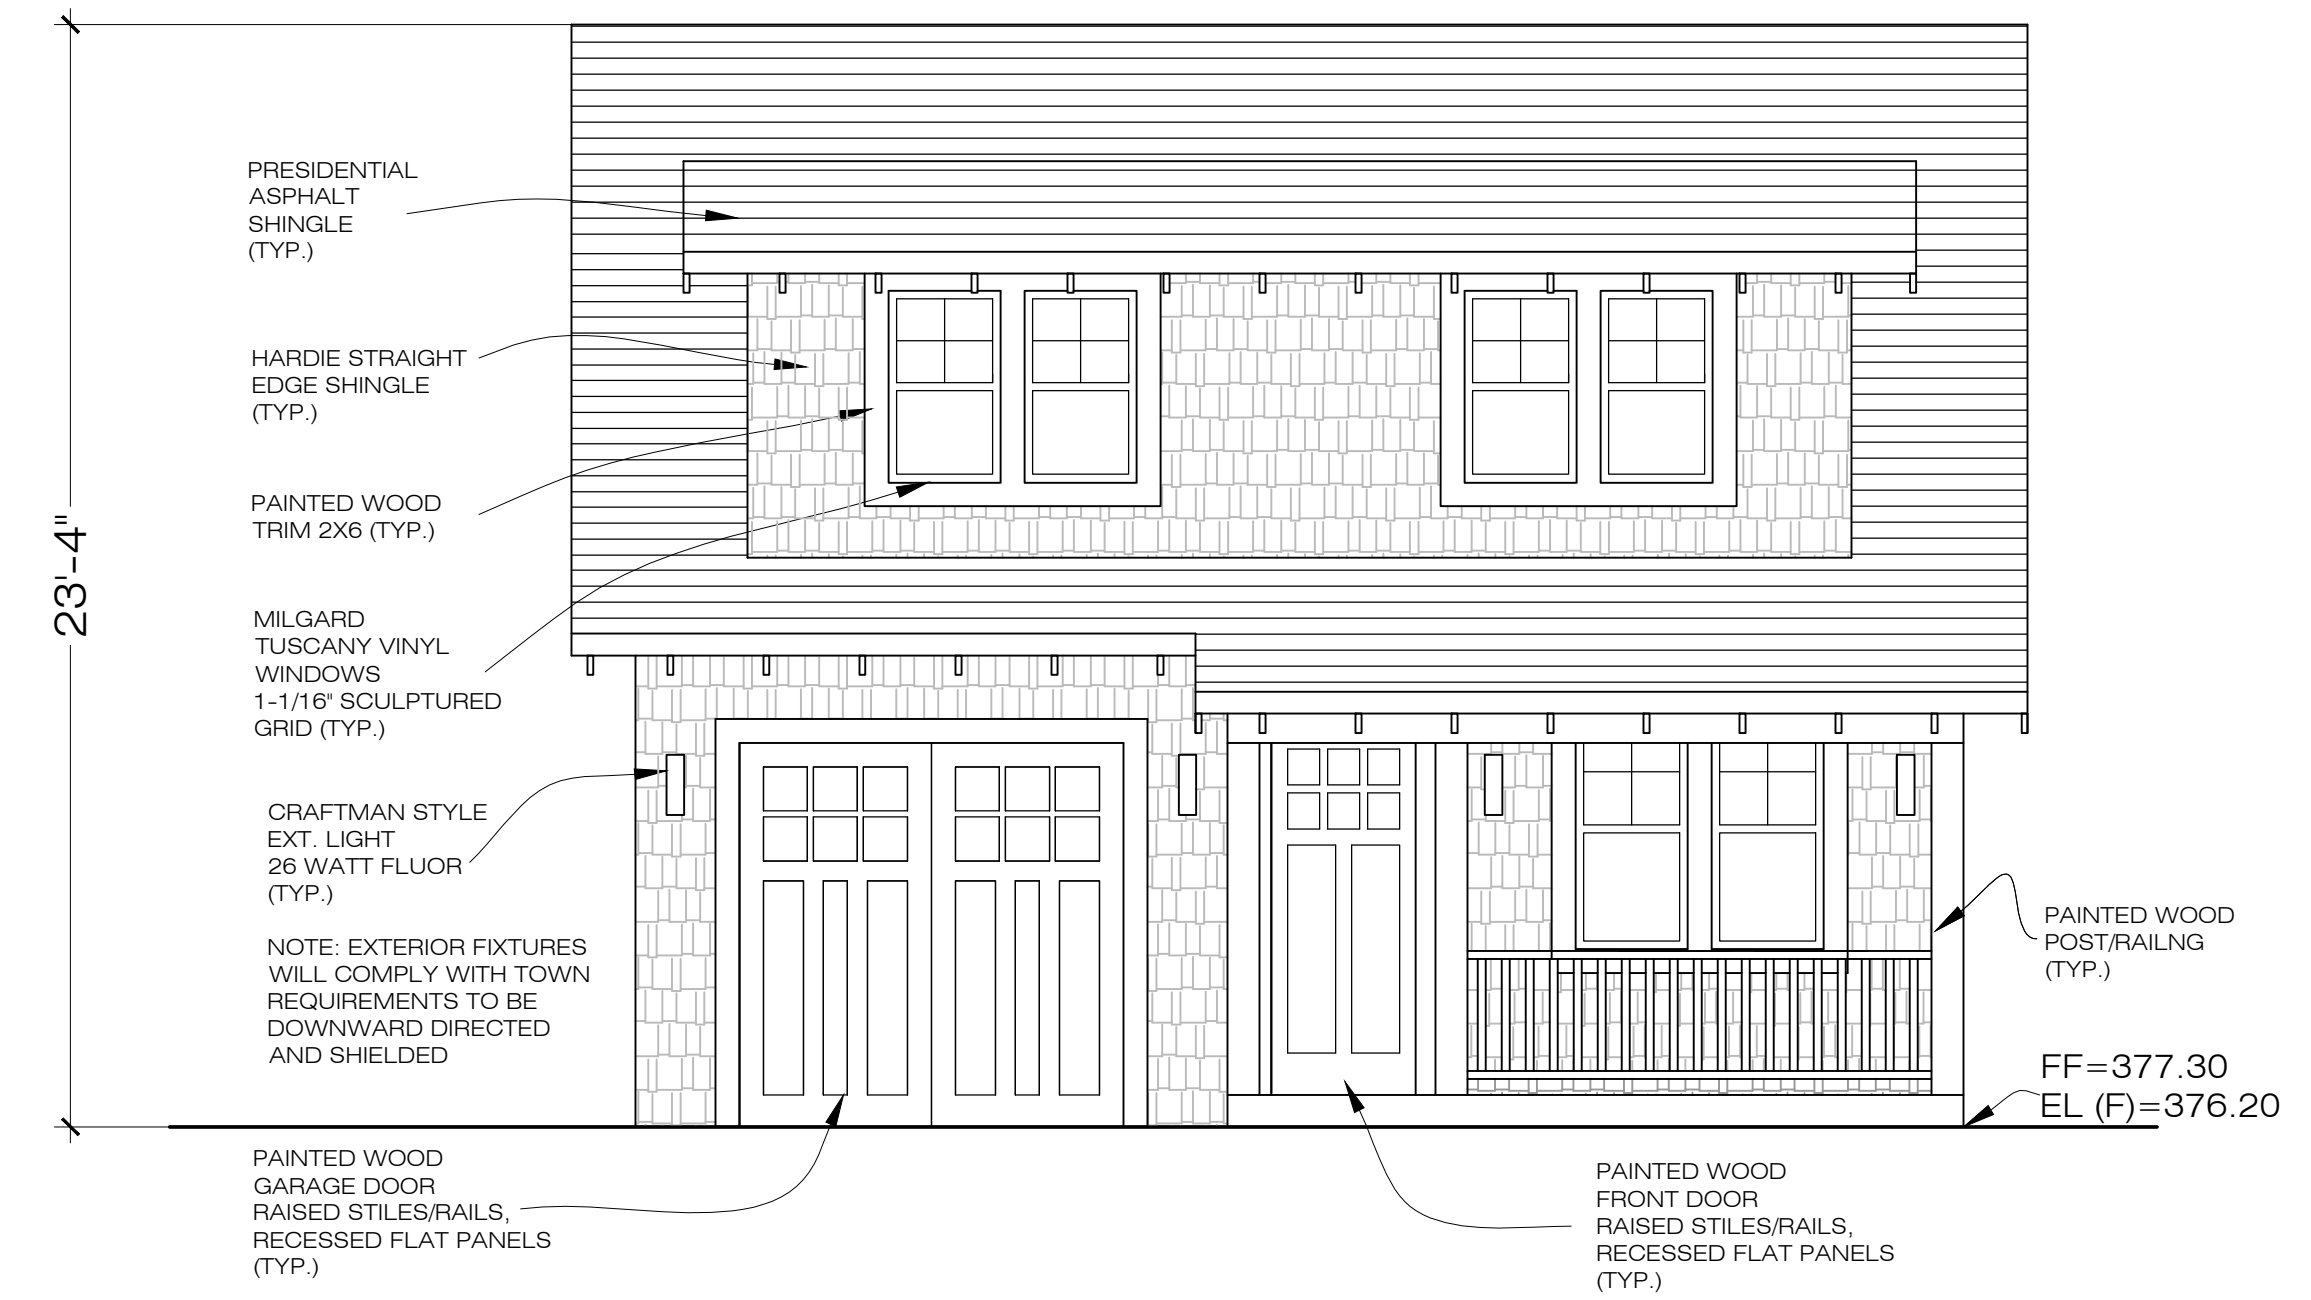 PRESIDENTIAL
ASPHALT
SHINGLE
(TYP.)
HARDIE STRAIGHT
EDGE SHINGLE
(TYP.)
PAINTED WOOD
TRIM 2X6 (TYP.)
23'-4"
MILGARD
TUSCANY VINYL
WINDOWS
1-1/16" SCULPTURED
GRID (TYP.)
CRAFTMAN STYLE
EXT. LIGHT
26 WATT FLUOR
(TYP.)
NOTE: EXTERIOR FIXTURES
WILL COMPLY WITH TOWN
REQUIREMENTS TO BE
DOWNWARD DIRECTED
AND SHIELDED
PAINTED WOOD
POST/RAILNG
(TYP.)
FF=377.30
EL (F)=376.20
PAINTED WOOD
GARAGE DOOR
RAISED STILES/RAILS,
RECESSED FLAT PANELS
(TYP.)
PAINTED WOOD
FRONT DOOR
RAISED STILES/RAILS,
RECESSED FLAT PANELS
(TYP.)